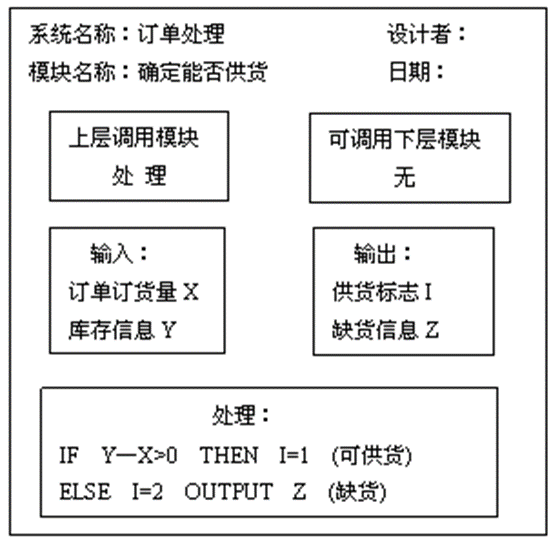 系统名称：订单处理 设计者：
模块名称：确定能否供货 日期：
上层调用模块
处 理
可调用下层模块
无
输入：
订单订货量 X
库存信息 Y
输出：
供货标志 I
缺货信息 Z
处理：
IF Y—X>0 THEN I=1 (可供货)
ELSE I=2 OUTPUT Z (缺货)